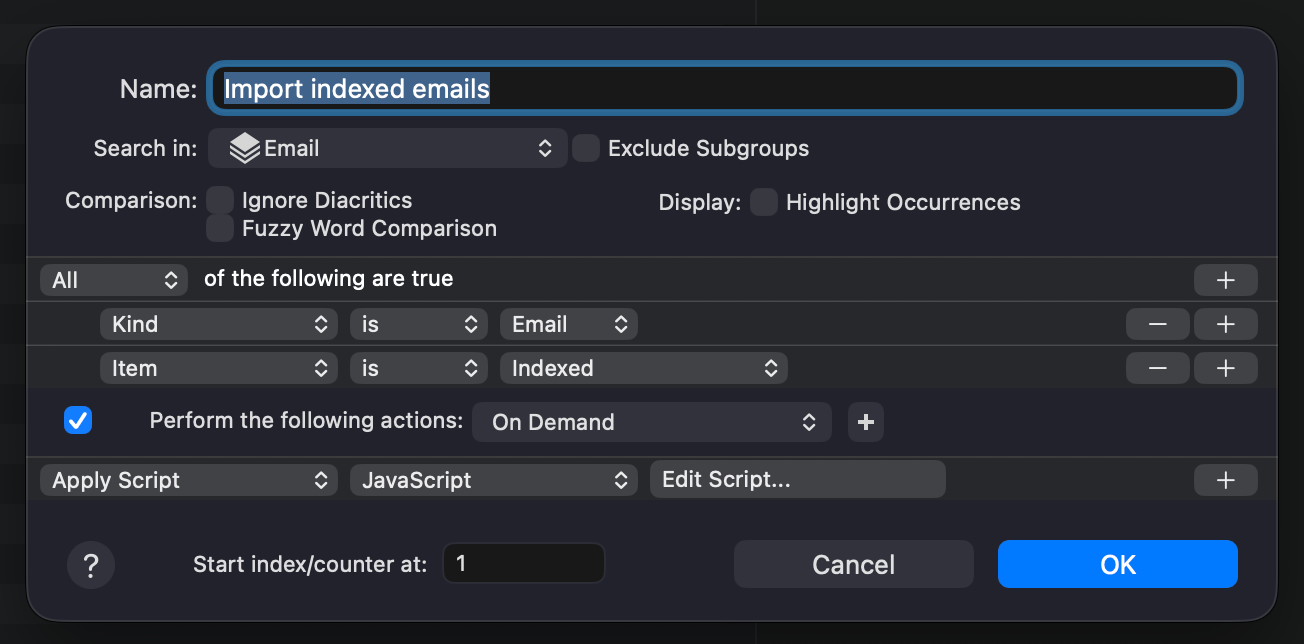 Name: Import indexed emails
Search in: Email Exclude Subgroups
Comparison: Ignore Diacritics Display: Highlight Occurrences
Fuzzy Word Comparison
All of the following are true +
Kind is Email − +
Item is Indexed − +
Perform the following actions: On Demand +
Apply Script JavaScript Edit Script... +
? Start index/counter at: 1 Cancel OK